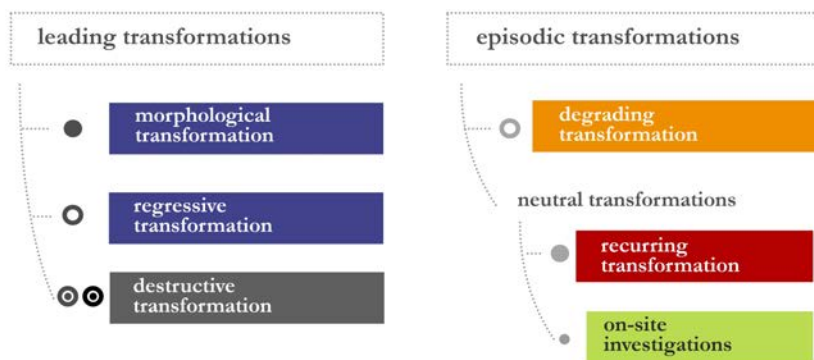 leading transformations
morphological
transformation
regressive
transformation
destructive
transformation
episodic transformations
degrading
transformation
neutral transformations
recurring
transformation
on-site
investigations